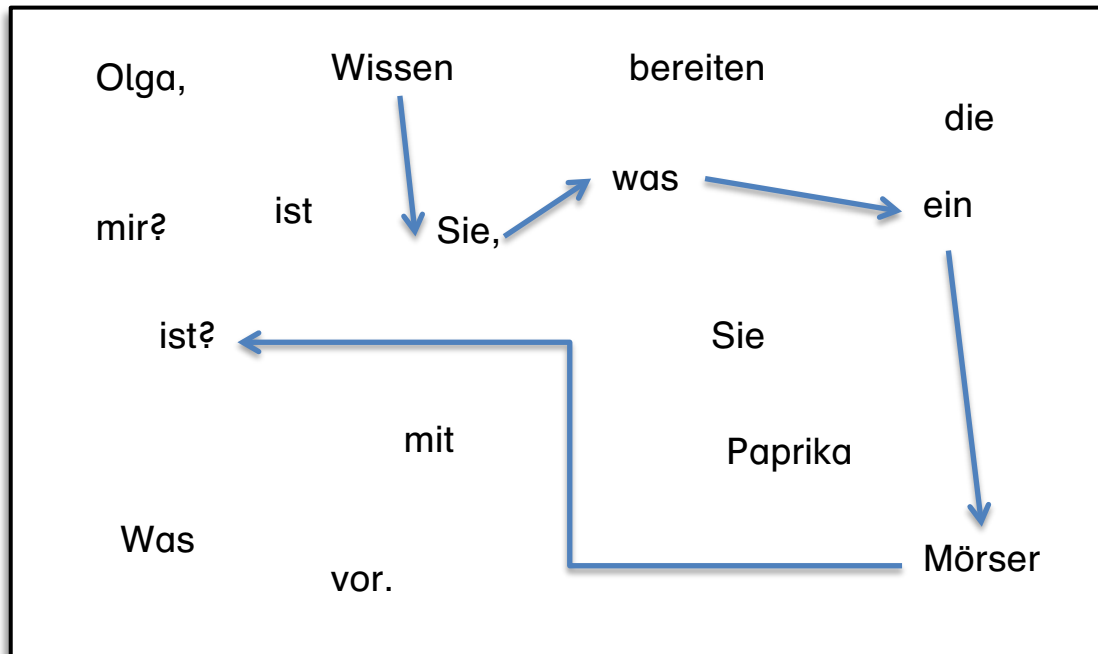 Olga, Wissen bereiten
die
was
ein
mir? ist Sie,
ist? Sie
mit Paprika
Was Mörser
vor.